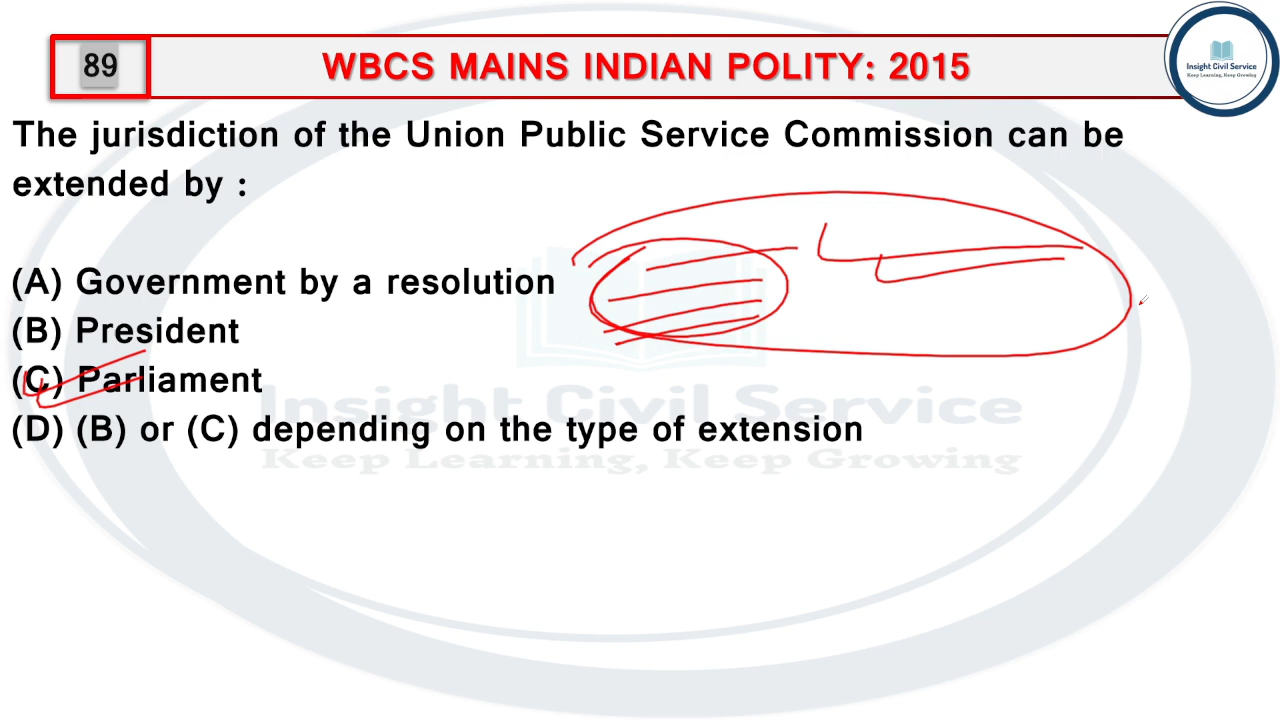 89
WBCS MAINS INDIAN POLITY: 2015
Insight Civil Service
Keep Learning, Keep Growing
The jurisdiction of the Union Public Service Commission can be
extended by :
(A) Government by a resolution
(B) President
(C) Parliament
(D) (B) or (C) depending on the type of extension
Insight Civil Service
Keep Learning, Keep Growing